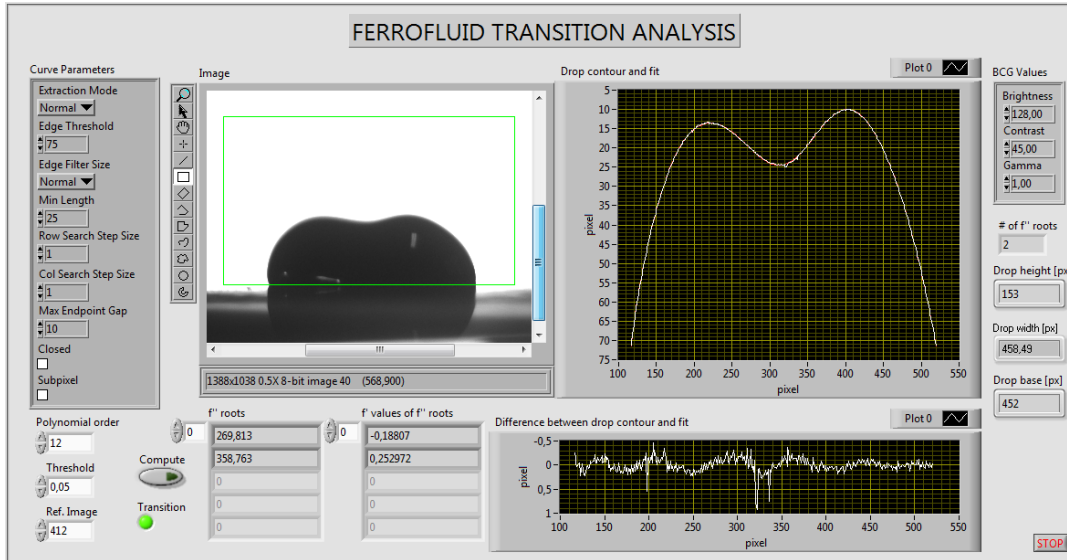 FERROFLUID TRANSITION ANALYSIS
Curve Parameters
Extraction Mode
Normal
Edge Threshold
75
Edge Filter Size
Normal
Min Length
25
Row Search Step Size
1
Col Search Step Size
1
Max Endpoint Gap
10
Closed
Subpixel
Image
1388x1038 0.5X 8-bit image 40 (568,900)
Drop contour and fit
Plot 0
pixel
5
10
15
20
25
30
35
40
45
50
55
60
65
70
75
100 150 200 250 300 350 400 450 500 550
pixel
BCG Values
Brightness
128,00
Contrast
45,00
Gamma
1,00
# of f'' roots
2
Drop height [px
153
Drop width [px]
458,49
Drop base [px]
452
Polynomial order
12
Threshold
0,05
Ref. Image
412
Compute
Transition
f'' roots
0
269,813
358,763
0
0
0
f' values of f'' roots
0
-0,18807
0,252972
0
0
0
Difference between drop contour and fit
Plot 0
pixel
-0,5
0
0,5
1
100 150 200 250 300 350 400 450 500 550
pixel
STOP